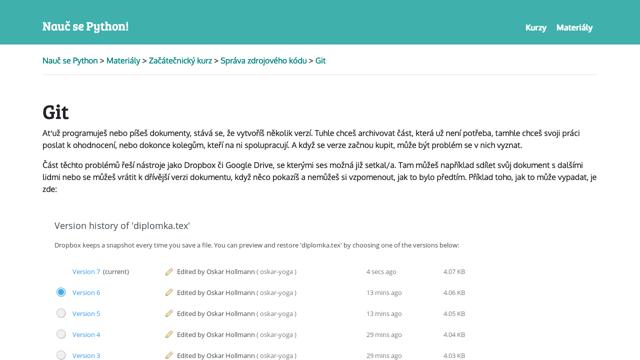 Nauč se Python!
Kurzy Materiály
Nauč se Python > Materiály > Začátečnický kurz > Správa zdrojového kódu > Git
Git
Ať už programuješ nebo píšeš dokumenty, stává se, že vytvoříš několik verzí. Tuhle chceš archivovat část, která už není potřeba, tamhle chceš svoji práci
poslat k ohodnocení, nebo dokonce kolegům, kteří na ní spolupracují. A když se verze začnou kupit, může být problém se v nich vyznat.
Část těchto problémů řeší nástroje jako Dropbox či Google Drive, se kterými ses možná již setkal/a. Tam můžeš například sdílet svůj dokument s dalšími
lidmi nebo se můžeš vrátit k dřívější verzi dokumentu, když něco pokazíš a nemůžeš si vzpomenout, jak to bylo předtím. Příklad toho, jak to může vypadat, je
zde:
Version history of 'diplomka.tex'
Dropbox keeps a snapshot every time you save a file. You can preview and restore 'diplomka.tex' by choosing one of the versions below:
Version 7 (current) Edited by Oskar Hollmann ( oskar-yoga ) 4 secs ago 4.07 KB
Version 6 Edited by Oskar Hollmann ( oskar-yoga ) 13 mins ago 4.06 KB
Version 5 Edited by Oskar Hollmann ( oskar-yoga ) 13 mins ago 4.05 KB
Version 4 Edited by Oskar Hollmann ( oskar-yoga ) 29 mins ago 4.04 KB
Version 3 Edited by Oskar Hollmann ( oskar-yoga ) 29 mins ago 4.03 KB